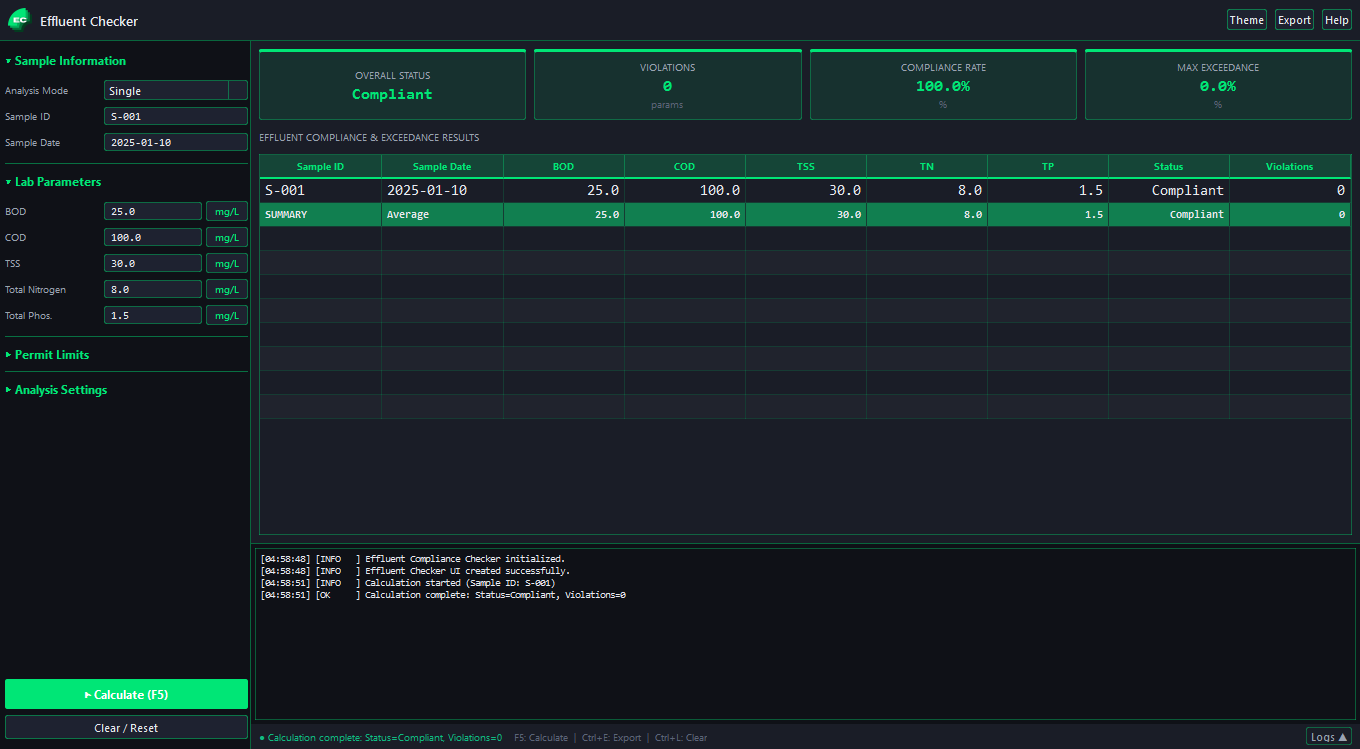 EC Effluent Checker
Theme Export Help
▾ Sample Information
Analysis Mode Single
Sample ID S-001
Sample Date 2025-01-10
▾ Lab Parameters
BOD 25.0 mg/L
COD 100.0 mg/L
TSS 30.0 mg/L
Total Nitrogen 8.0 mg/L
Total Phos. 1.5 mg/L
▸ Permit Limits
▸ Analysis Settings
▸ Calculate (F5)
Clear / Reset
OVERALL STATUS
Compliant
VIOLATIONS
0
params
COMPLIANCE RATE
100.0%
%
MAX EXCEEDANCE
0.0%
%
EFFLUENT COMPLIANCE & EXCEEDANCE RESULTS
Sample ID Sample Date BOD COD TSS TN TP Status Violations
S-001 2025-01-10 25.0 100.0 30.0 8.0 1.5 Compliant 0
SUMMARY Average 25.0 100.0 30.0 8.0 1.5 Compliant 0
[04:58:48] [INFO   ] Effluent Compliance Checker initialized.
[04:58:48] [INFO   ] Effluent Checker UI created successfully.
[04:58:51] [INFO   ] Calculation started (Sample ID: S-001)
[04:58:51] [OK     ] Calculation complete: Status=Compliant, Violations=0
● Calculation complete: Status=Compliant, Violations=0 F5: Calculate | Ctrl+E: Export | Ctrl+L: Clear
Logs ▲